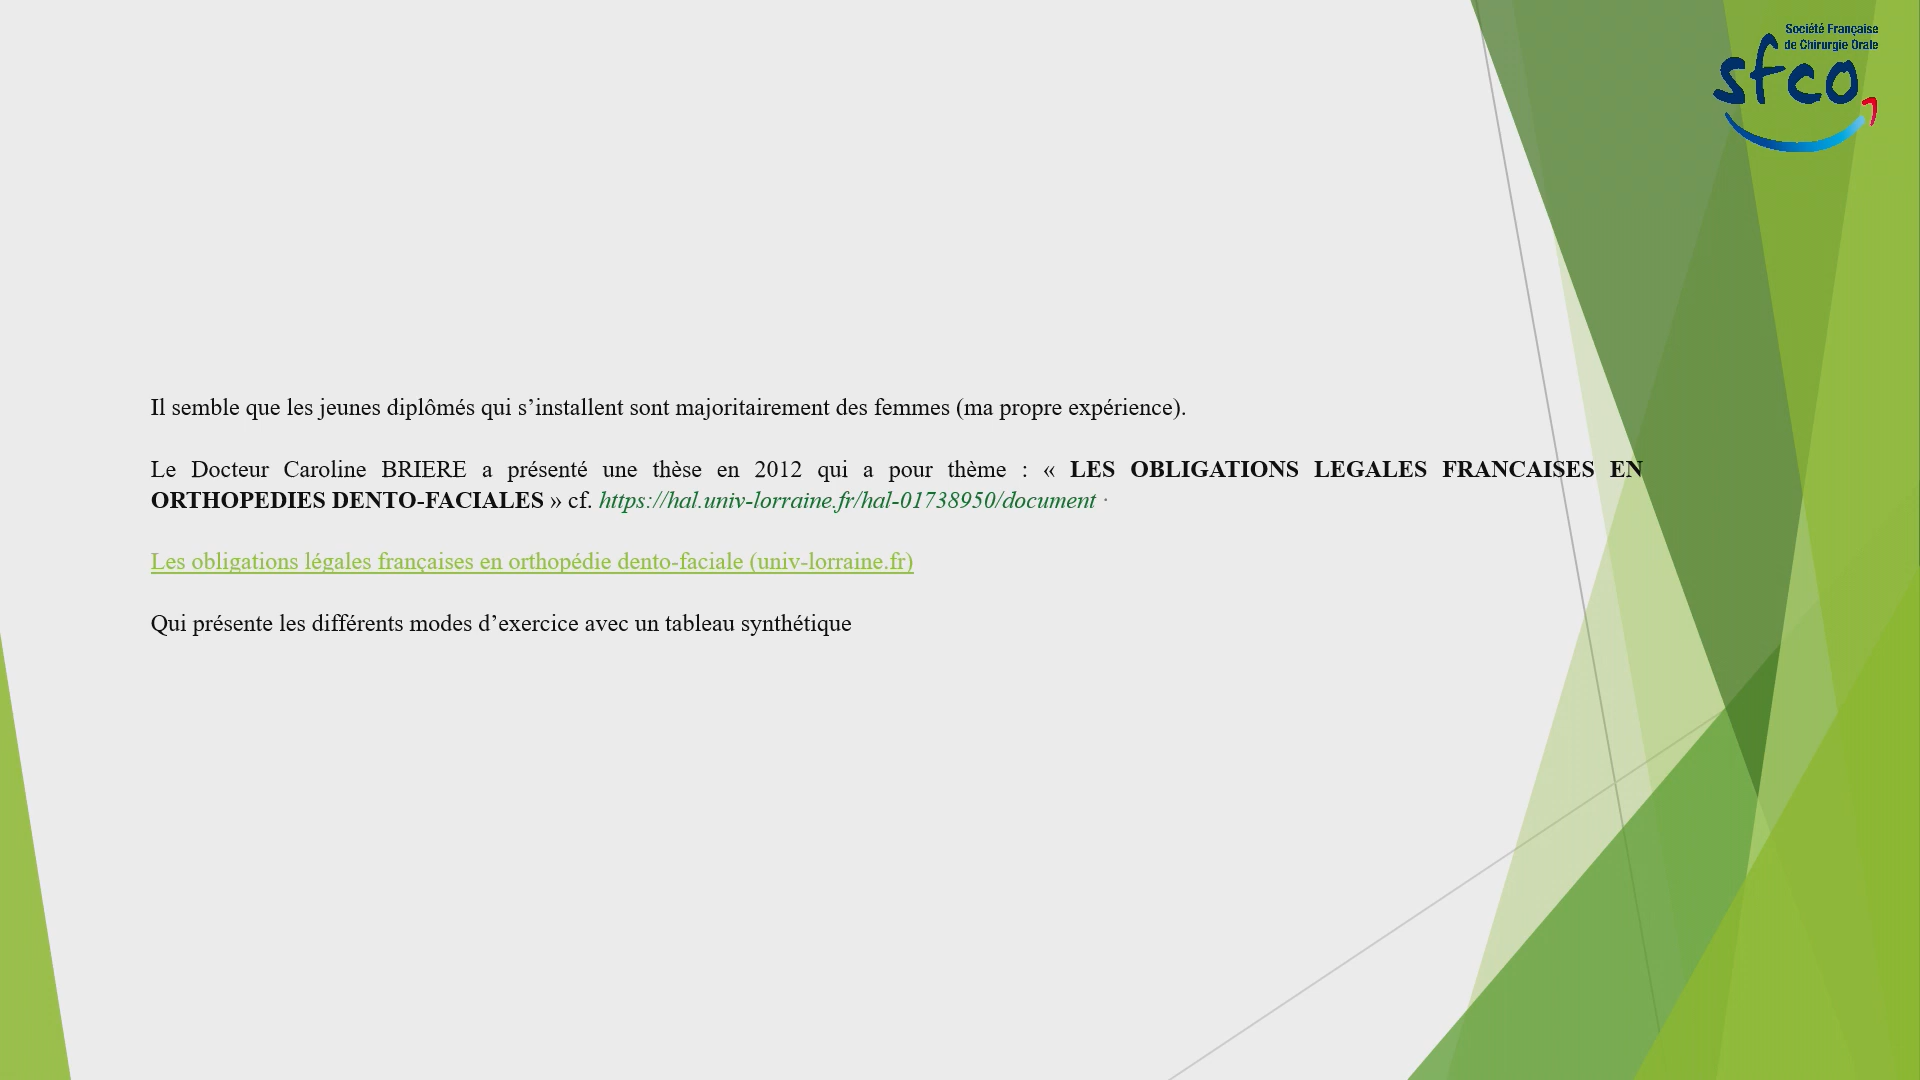 Société Française
de Chirurgie Orale
sfco
Il semble que les jeunes diplômés qui s’installent sont majoritairement des femmes (ma propre expérience).
Le Docteur Caroline BRIERE a présenté une thèse en 2012 qui a pour thème : « LES OBLIGATIONS LEGALES FRANCAISES EN
ORTHOPEDIES DENTO-FACIALES » cf. https://hal.univ-lorraine.fr/hal-01738950/document ·
Les obligations légales françaises en orthopédie dento-faciale (univ-lorraine.fr)
Qui présente les différents modes d’exercice avec un tableau synthétique